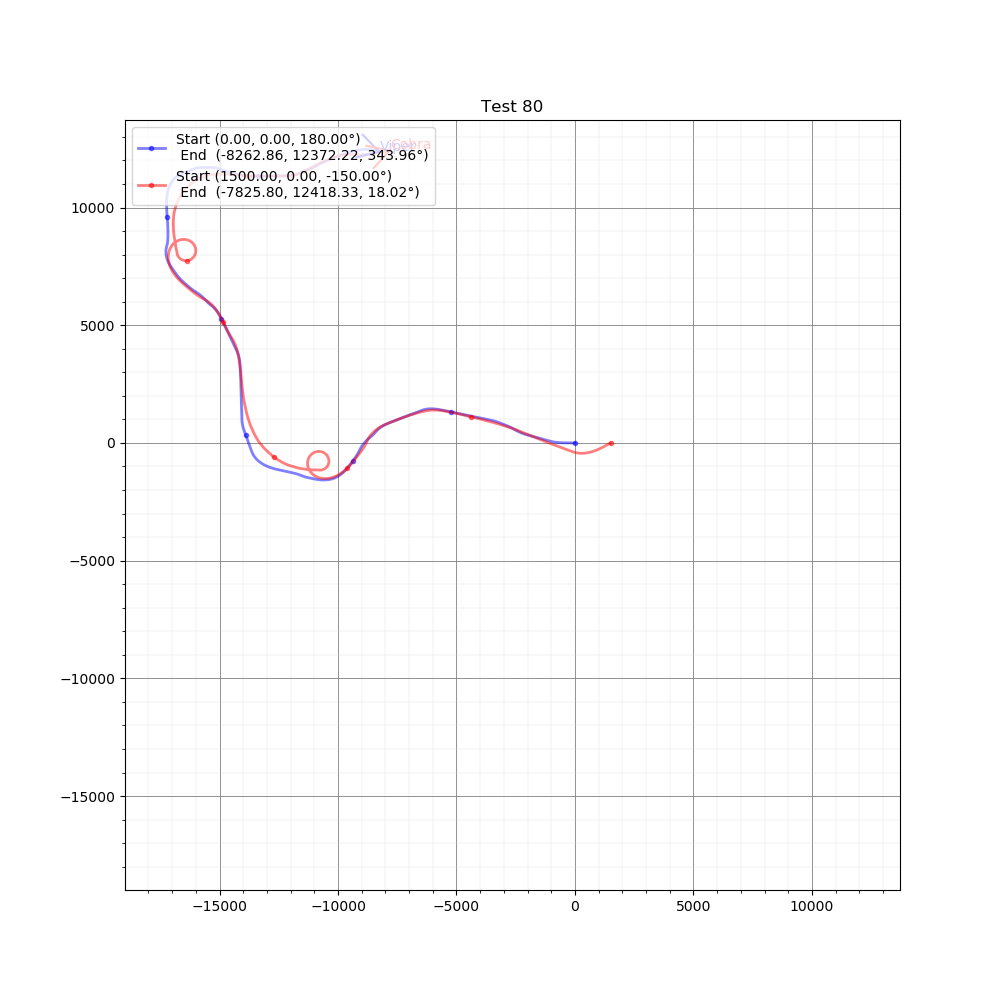 Test 80
Start (0.00, 0.00, 180.00°)
End (-8262.86, 12372.22, 343.96°)
Start (1500.00, 0.00, -150.00°)
End (-7825.80, 12418.33, 18.02°)
Viper
Cobra
10000
5000
0
−5000
−10000
−15000
−15000
−10000
−5000
0
5000
10000